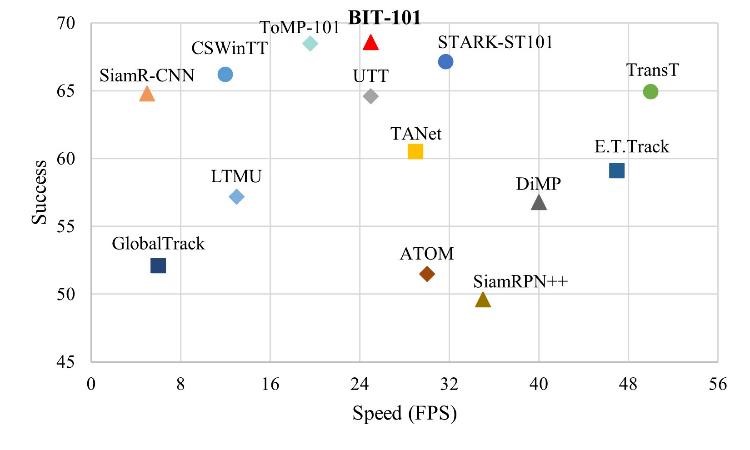 BIT-101
70
ToMP-101
CSWinTT
STARK-ST101
SiamR-CNN
UTT
TransT
65
TANet
60
E.T.Track
LTMU
DiMP
Success
55
GlobalTrack
ATOM
50
SiamRPN++
45
0 8 16 24 32 40 48 56
Speed (FPS)